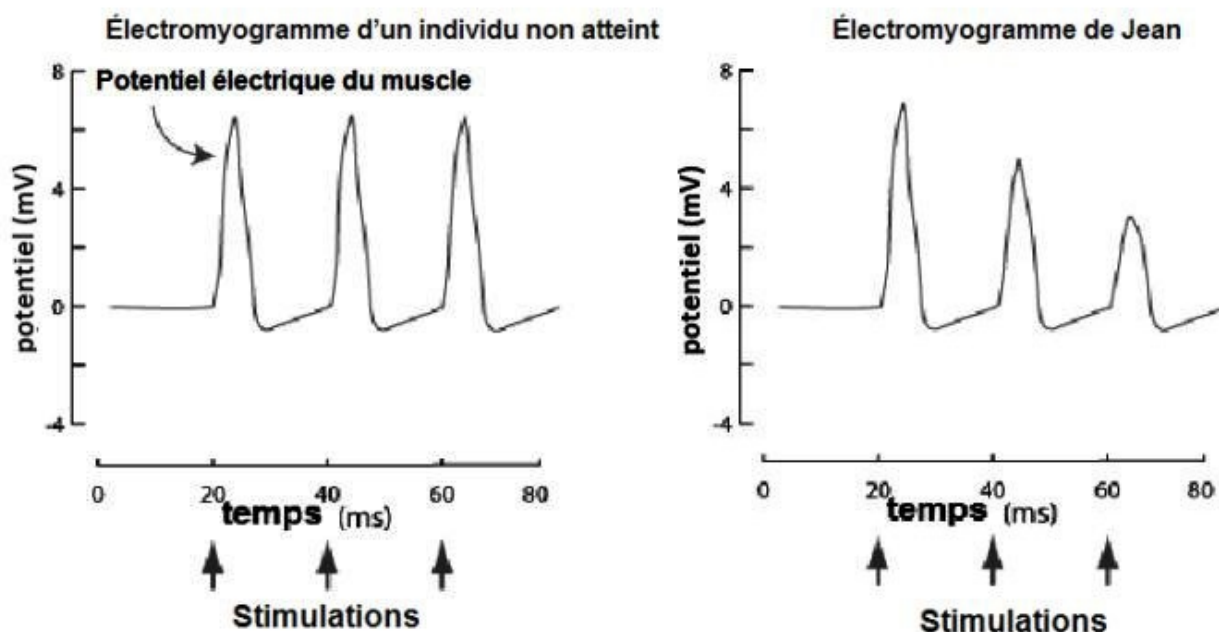 Électromyogramme d'un individu non atteint
8
Potentiel électrique du muscle
4
0
-4
potentiel (mV)
0 20 40 60 80
temps (ms)
Stimulations
Électromyogramme de Jean
8
4
0
-4
potentiel (mV)
0 20 40 60 80
temps (ms)
Stimulations